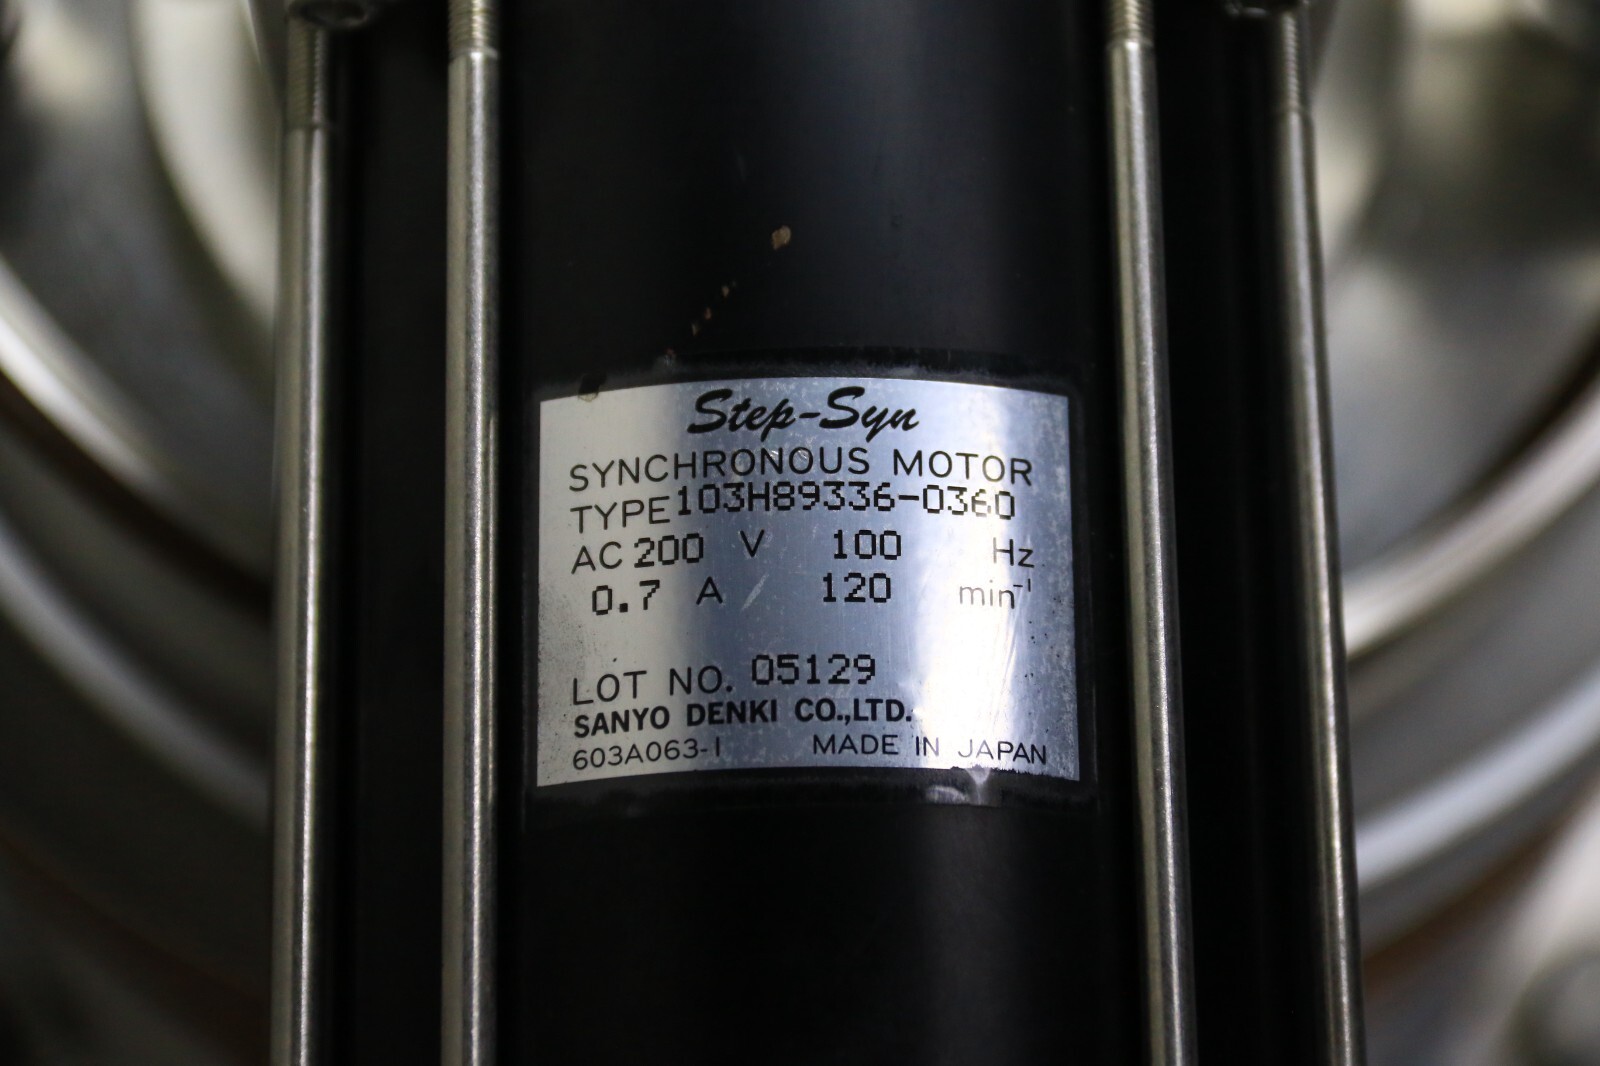 Step-Syn
SYNCHRONOUS MOTOR
TYPE 103H89336-0360
AC 200 V 100 Hz
0.7 A 120 min⁻¹
LOT NO. 05129
SANYO DENKI CO.,LTD.
603A063-1 MADE IN JAPAN